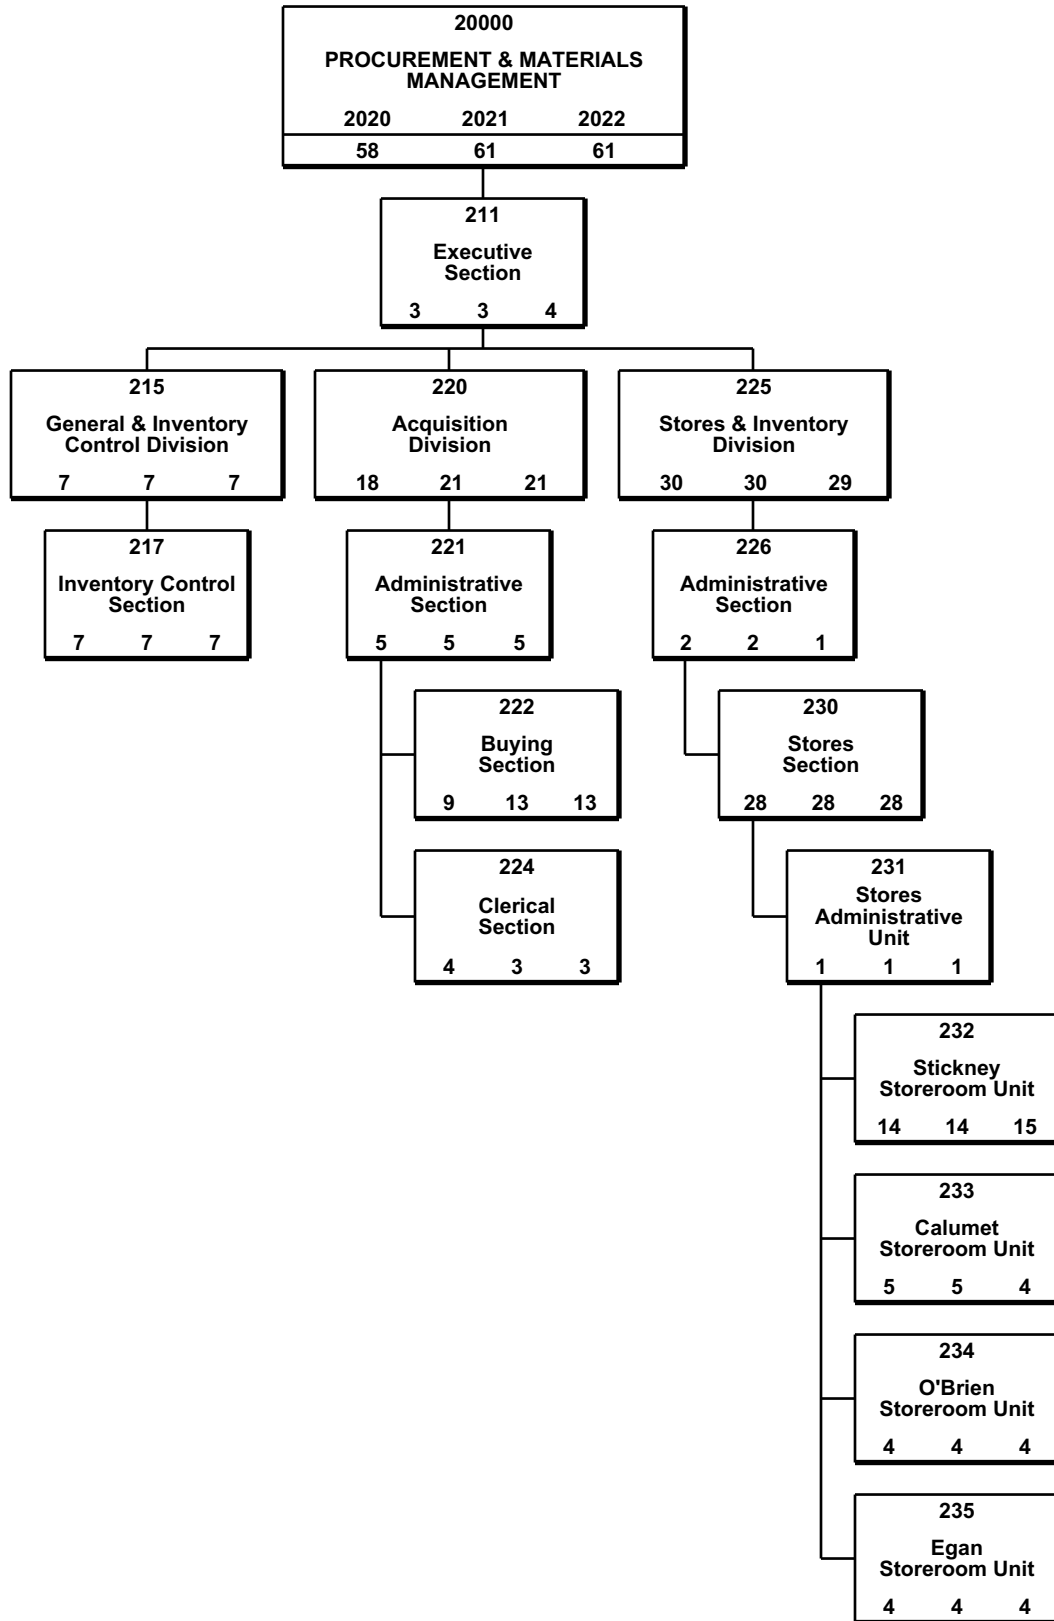 20000
PROCUREMENT & MATERIALS
MANAGEMENT
2020 2021 2022
58 61 61
211
Executive
Section
3 3 4
215
General & Inventory
Control Division
7 7 7
220
Acquisition
Division
18 21 21
225
Stores & Inventory
Division
30 30 29
217
Inventory Control
Section
7 7 7
221
Administrative
Section
5 5 5
226
Administrative
Section
2 2 1
222
Buying
Section
9 13 13
230
Stores
Section
28 28 28
224
Clerical
Section
4 3 3
231
Stores
Administrative
Unit
1 1 1
232
Stickney
Storeroom Unit
14 14 15
233
Calumet
Storeroom Unit
5 5 4
234
O'Brien
Storeroom Unit
4 4 4
235
Egan
Storeroom Unit
4 4 4